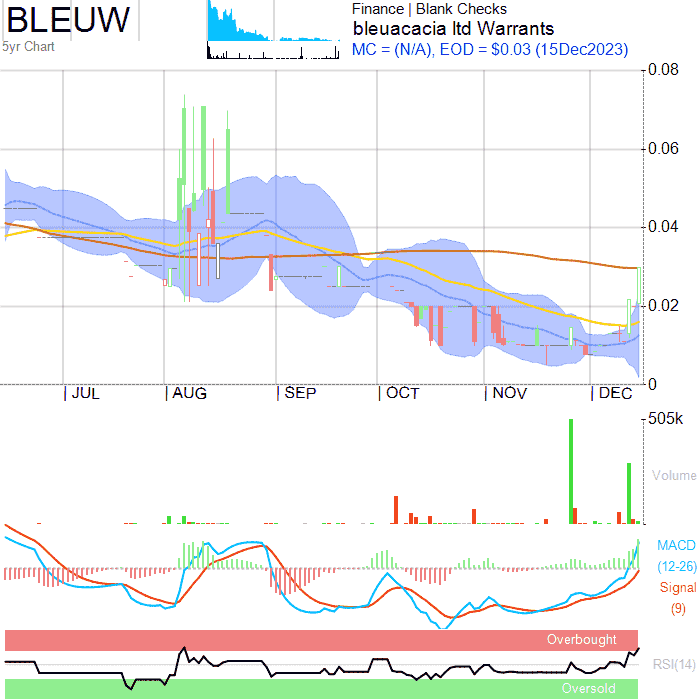 BLEUW
5yr Chart
Finance | Blank Checks
bleuacacia ltd Warrants
MC = (N/A), EOD = $0.03 (15Dec2023)
0.08
0.06
0.04
0.02
0
JUL
AUG
SEP
OCT
NOV
DEC
505k
Volume
MACD
(12-26)
Signal
(9)
Overbought
RSI(14)
Oversold